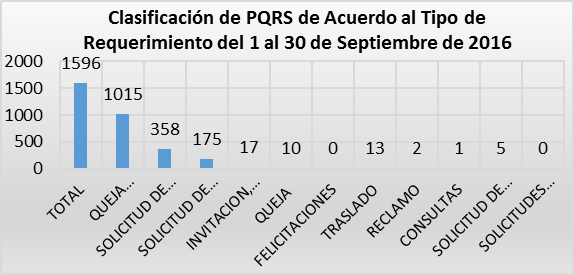 Clasificación de PQRS de Acuerdo al Tipo de
Requerimiento del 1 al 30 de Septiembre de 2016
2000
1500
1000
500
0
1596
1015
358
175
17
10
0
13
2
1
5
0
TOTAL
QUEJA...
SOLICITUD DE...
SOLICITUD DE...
INVITACION,...
QUEJA
FELICITACIONES
TRASLADO
RECLAMO
CONSULTAS
SOLICITUD DE...
SOLICITUDES...